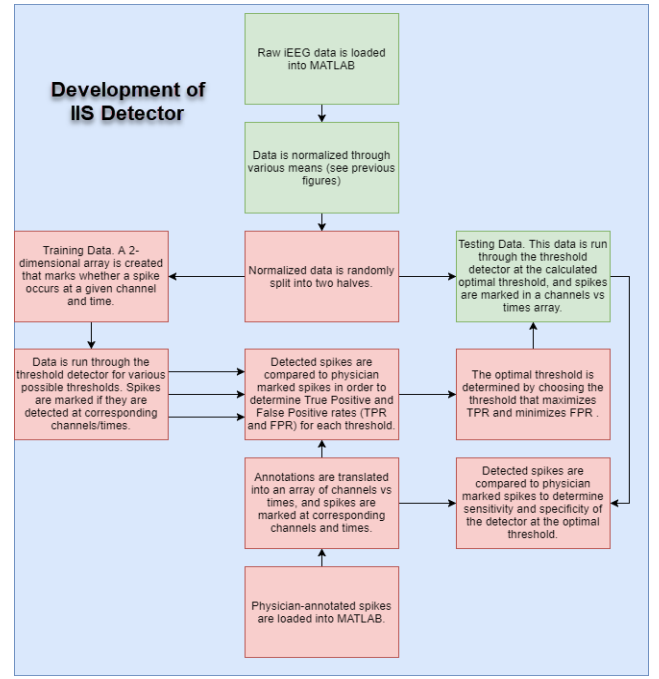 Raw iEEG data is loaded
into MATLAB
Development of
IIS Detector
Data is normalized through
various means (see previous
figures)
Training Data. A 2-
dimensional array is created
that marks whether a spike
occurs at a given channel
and time.
Normalized data is randomly
split into two halves.
Testing Data. This data is run
through the threshold
detector at the calculated
optimal threshold, and spikes
are marked in a channels vs
times array.
Data is run through the
threshold detector for various
possible thresholds. Spikes
are marked if they are
detected at corresponding
channels/times.
Detected spikes are
compared to physician
marked spikes in order to
determine True Positive and
False Positive rates (TPR
and FPR) for each threshold.
The optimal threshold is
determined by choosing the
threshold that maximizes
TPR and minimizes FPR .
Annotations are translated
into an array of channels vs
times, and spikes are
marked at corresponding
channels and times.
Detected spikes are
compared to physician
marked spikes to determine
sensitivity and specificity of
the detector at the optimal
threshold.
Physician-annotated spikes
are loaded into MATLAB.